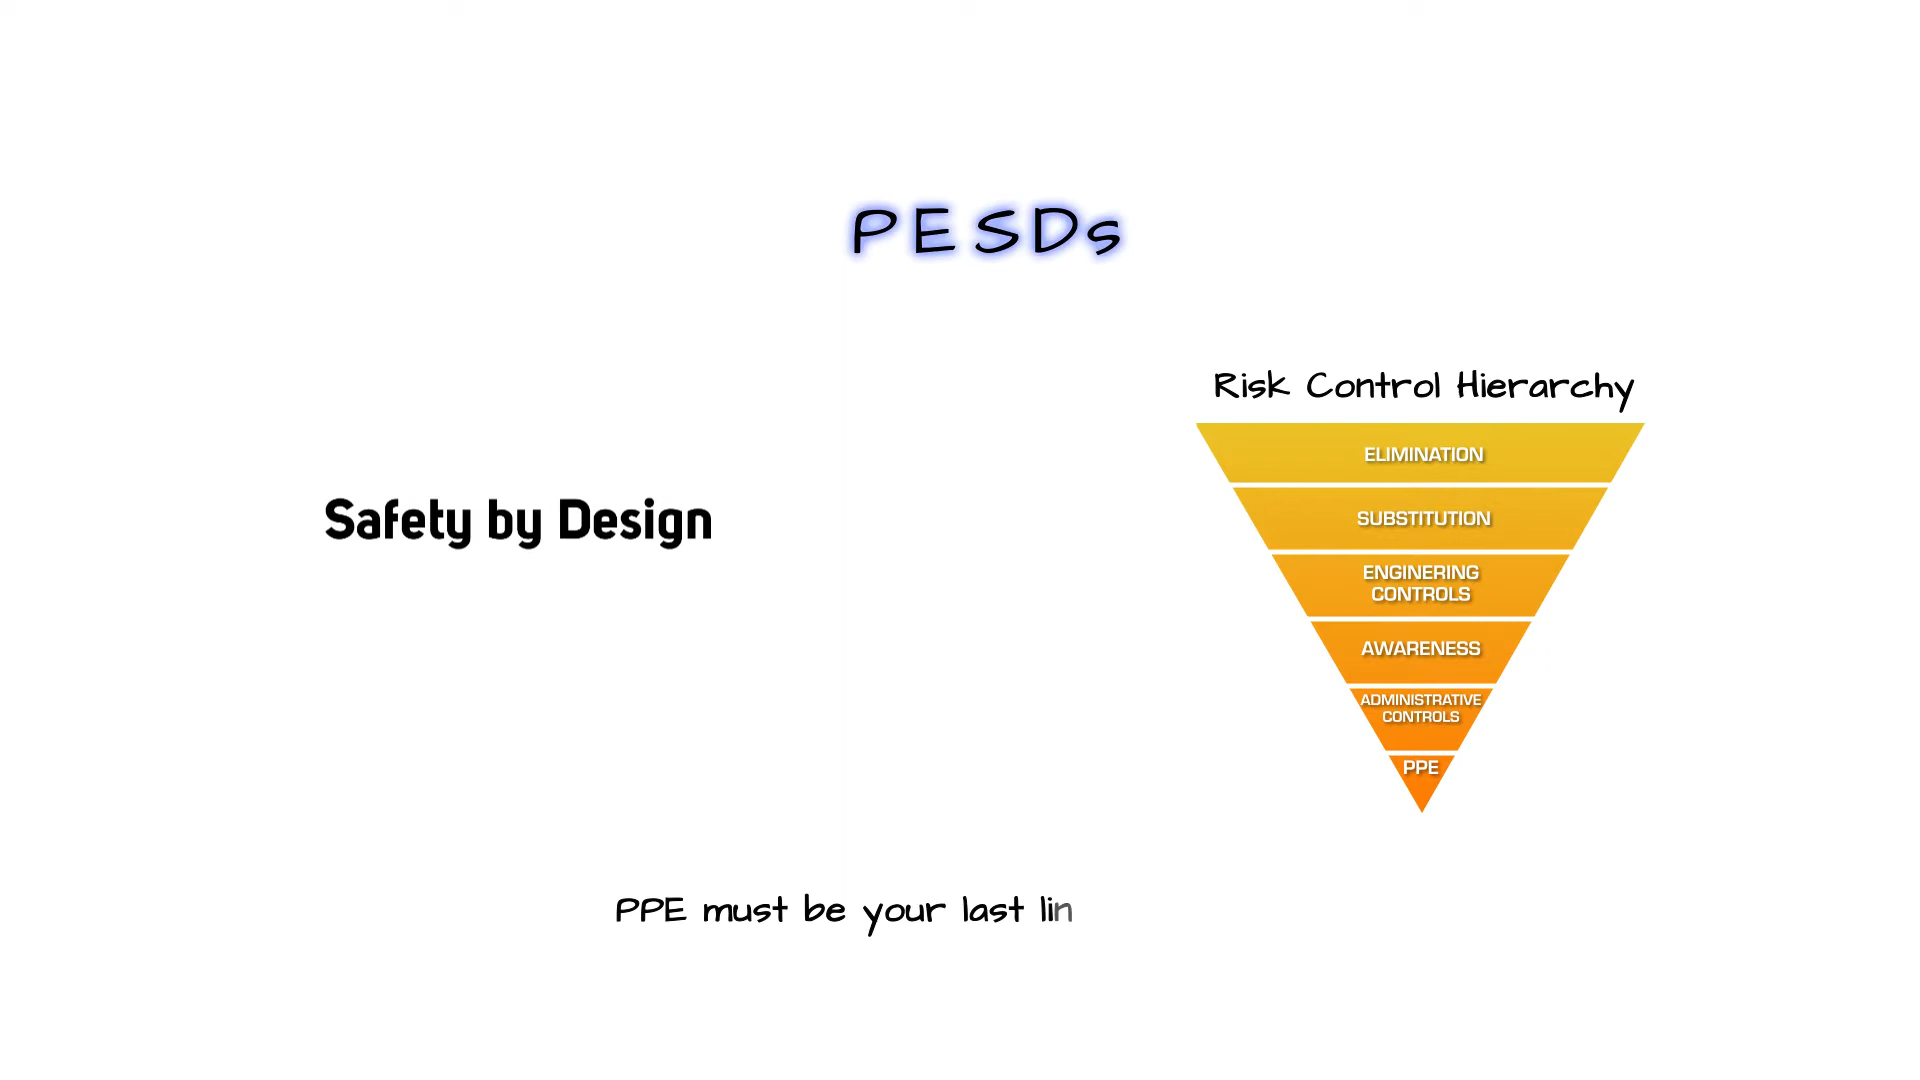 PESDs
Risk Control Hierarchy
ELIMINATION
Safety by Design
SUBSTITUTION
ENGINERING
CONTROLS
AWARENESS
ADMINISTRATIVE
CONTROLS
PPE
PPE must be your last lin